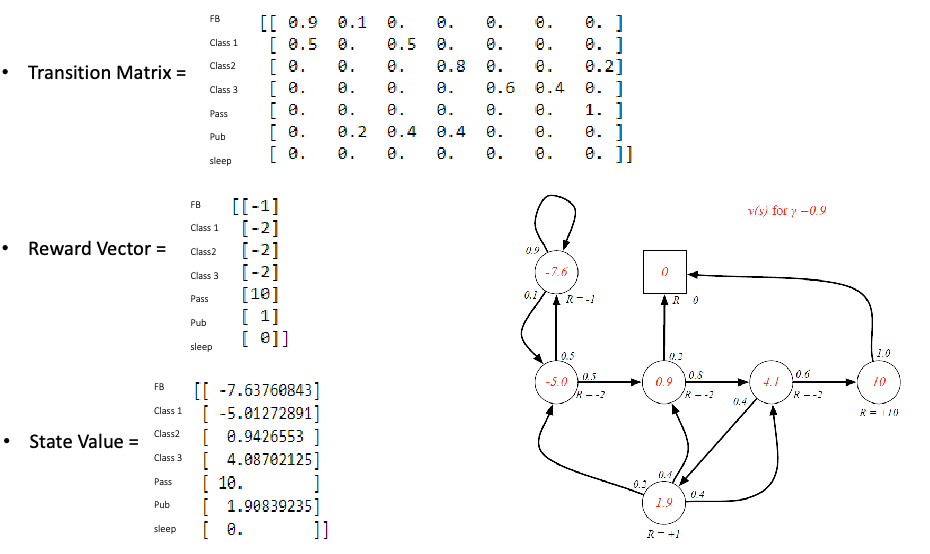 • Transition Matrix =
FB [[ 0.9 0.1 0. 0. 0. 0. 0. ]
Class 1 [ 0.5 0. 0.5 0. 0. 0. 0. ]
Class2 [ 0. 0. 0. 0.8 0. 0. 0.2]
Class 3 [ 0. 0. 0. 0. 0.6 0.4 0. ]
Pass [ 0. 0. 0. 0. 0. 0. 1. ]
Pub [ 0. 0.2 0.4 0.4 0. 0. 0. ]
sleep [ 0. 0. 0. 0. 0. 0. 0. ]]
• Reward Vector =
FB [[-1]
Class 1 [-2]
Class2 [-2]
Class 3 [-2]
Pass [10]
Pub [ 1]
sleep [ 0]]
• State Value =
FB [[ -7.63760843]
Class 1 [ -5.01272891]
Class2 [ 0.9426553 ]
Class 3 [ 4.08702125]
Pass [ 10. ]
Pub [ 1.90839235]
sleep [ 0. ]]
v(s) for γ =0.9
0.9
-7.6
0
0.1
R = -1
R 0
0.5
0.2
1.0
-5.0
0.5
R = -2
0.9
0.8
R = -2
4.1
0.6
R = -2
10
0.4
R = +10
0.2
0.4
1.9
0.4
R = +1